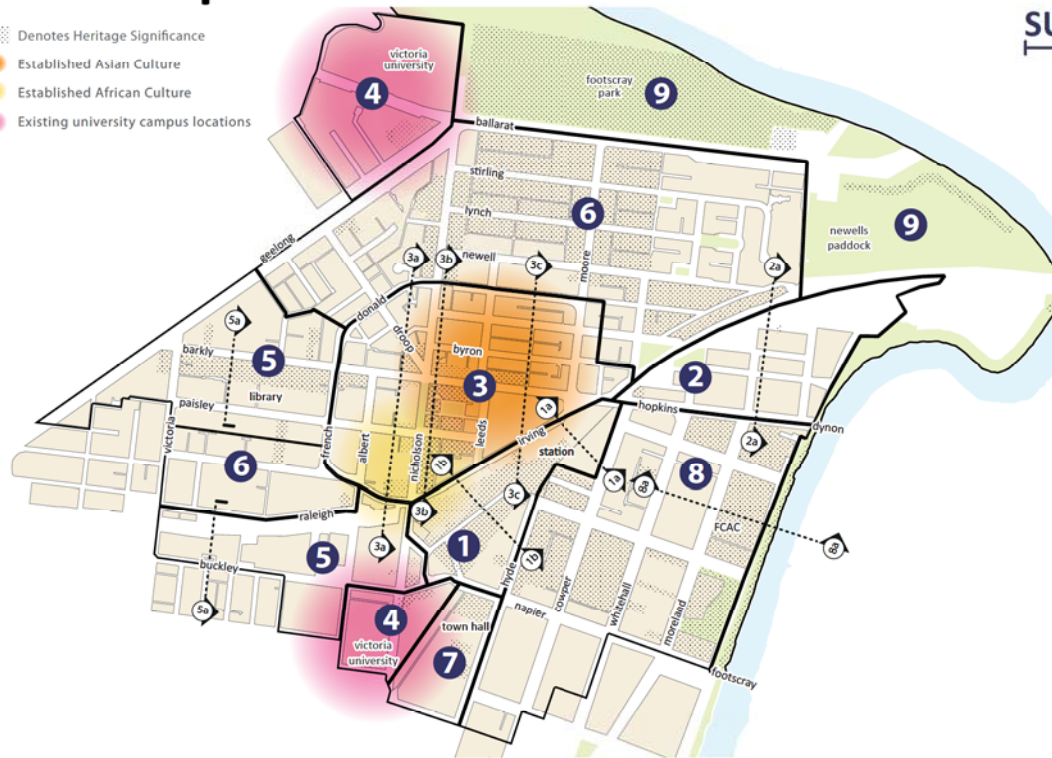 SU
Denotes Heritage Significance
Established Asian Culture
Established African Culture
Existing university campus locations
victoria
university
4
footscray
park
9
ballarat
stirling
lynch
6
moore
newells
paddock
9
geelong
3a
3b
newell
3c
2a
donald
droop
5a
barkly
5
library
paisley
victoria
french
albert
byron
3
nicholson
leeds
irving
1a
station
2
hopkins
dynon
2a
6
1b
1a
8a
8
3c
3b
FCAC
8a
raleigh
3a
1
1b
5
buckley
5a
hyde
cowper
whitehall
moreland
napier
4
victoria
university
town hall
7
footscray